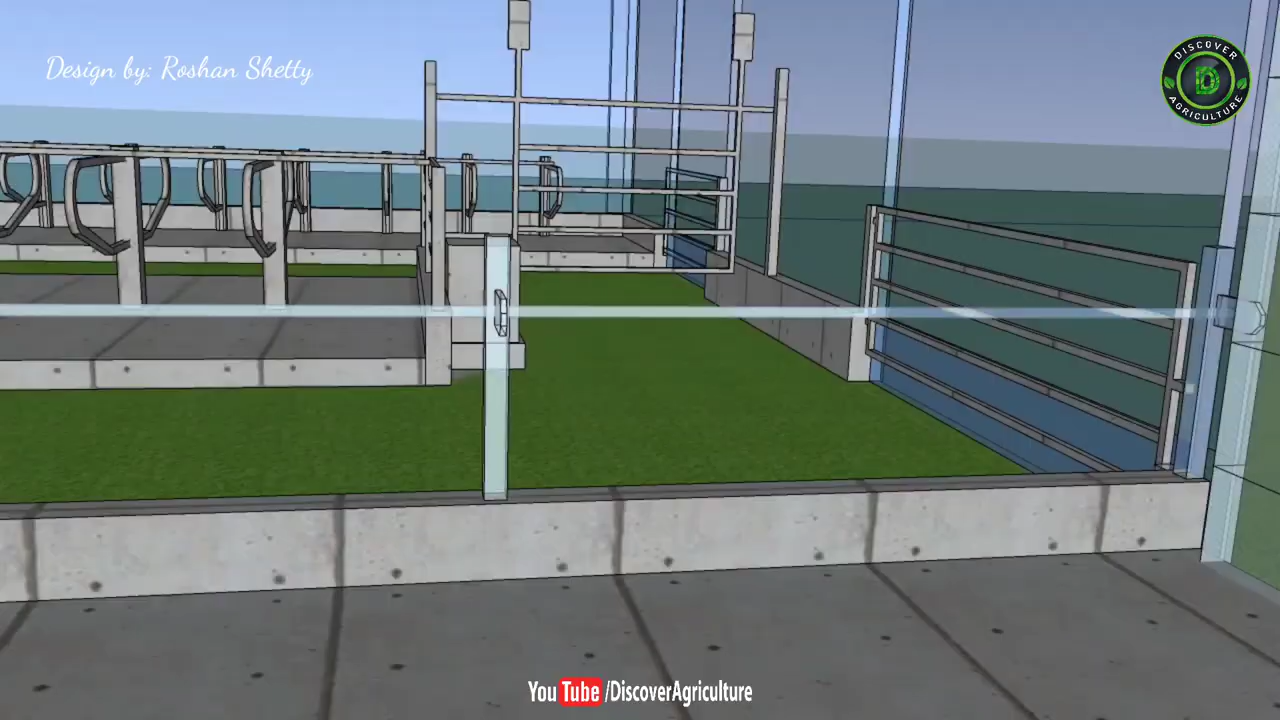 Design by: Roshan Shetty
DISCOVER
D
AGRICULTURE
YouTube/DiscoverAgriculture